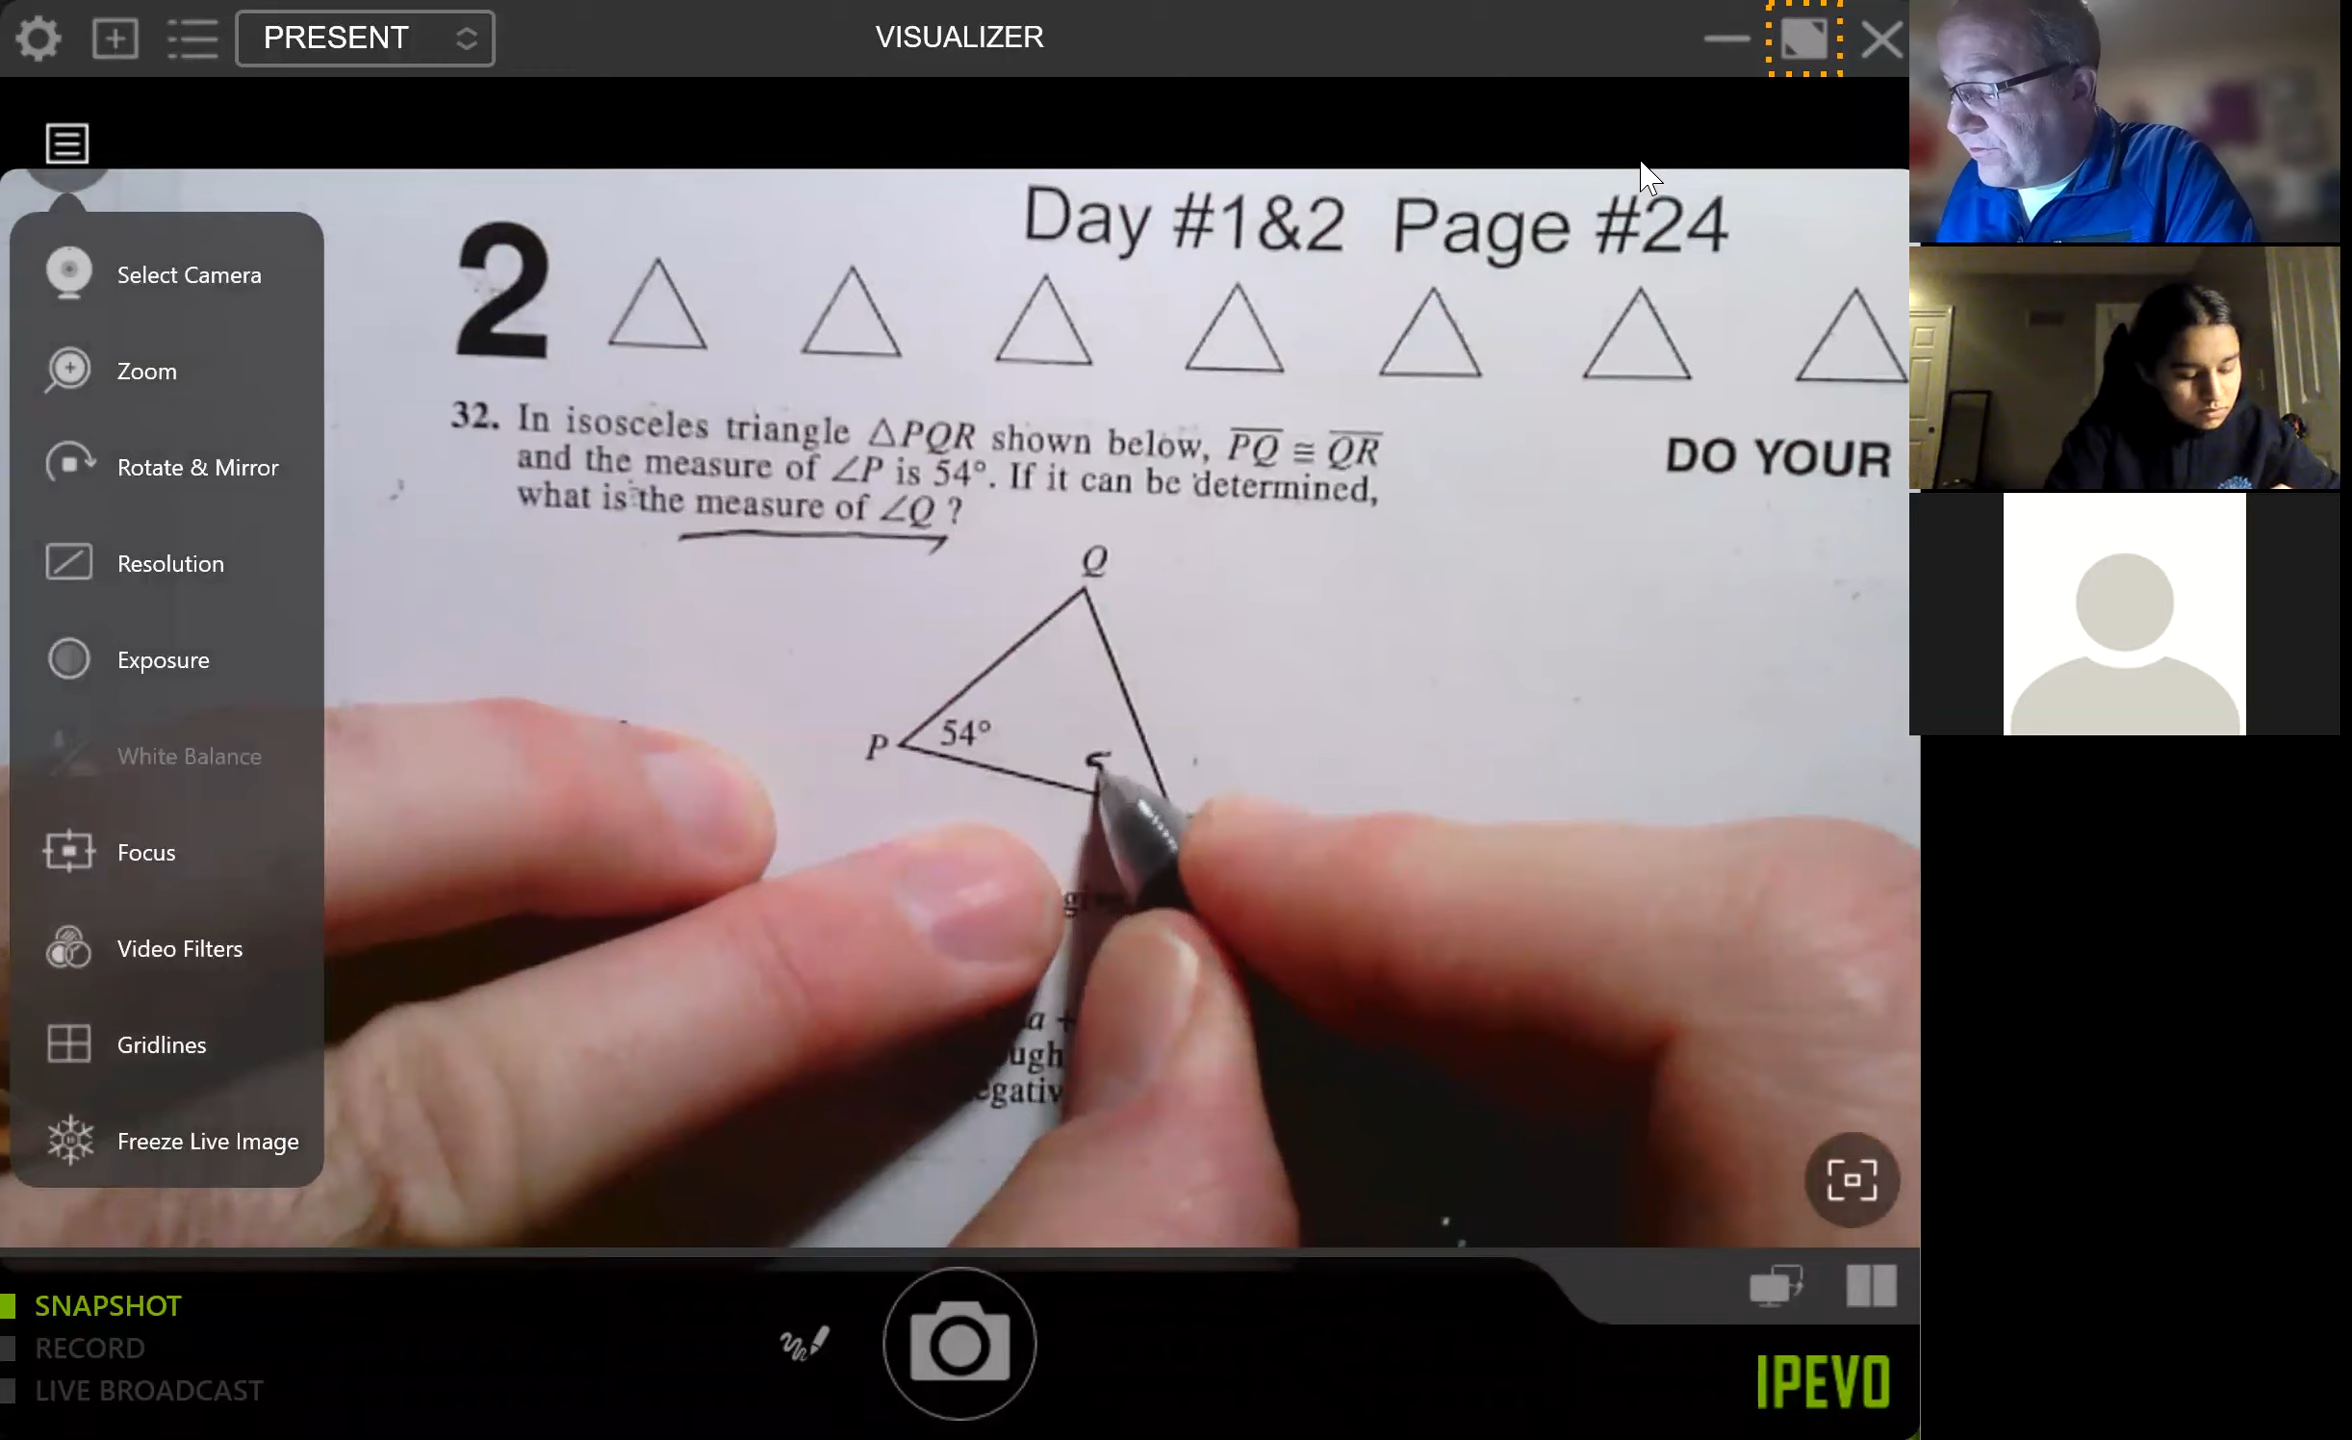 PRESENT
VISUALIZER
Select Camera
Zoom
Rotate & Mirror
Resolution
Exposure
White Balance
Focus
Video Filters
Gridlines
Freeze Live Image
Day #1&2 Page #24
2
32. In isosceles triangle △PQR shown below, PQ ≅ QR
and the measure of ∠P is 54°. If it can be determined,
what is the measure of ∠Q ?
DO YOUR
Q
P
54°
5
a +
ugh
egativ
SNAPSHOT
RECORD
LIVE BROADCAST
IPEVO